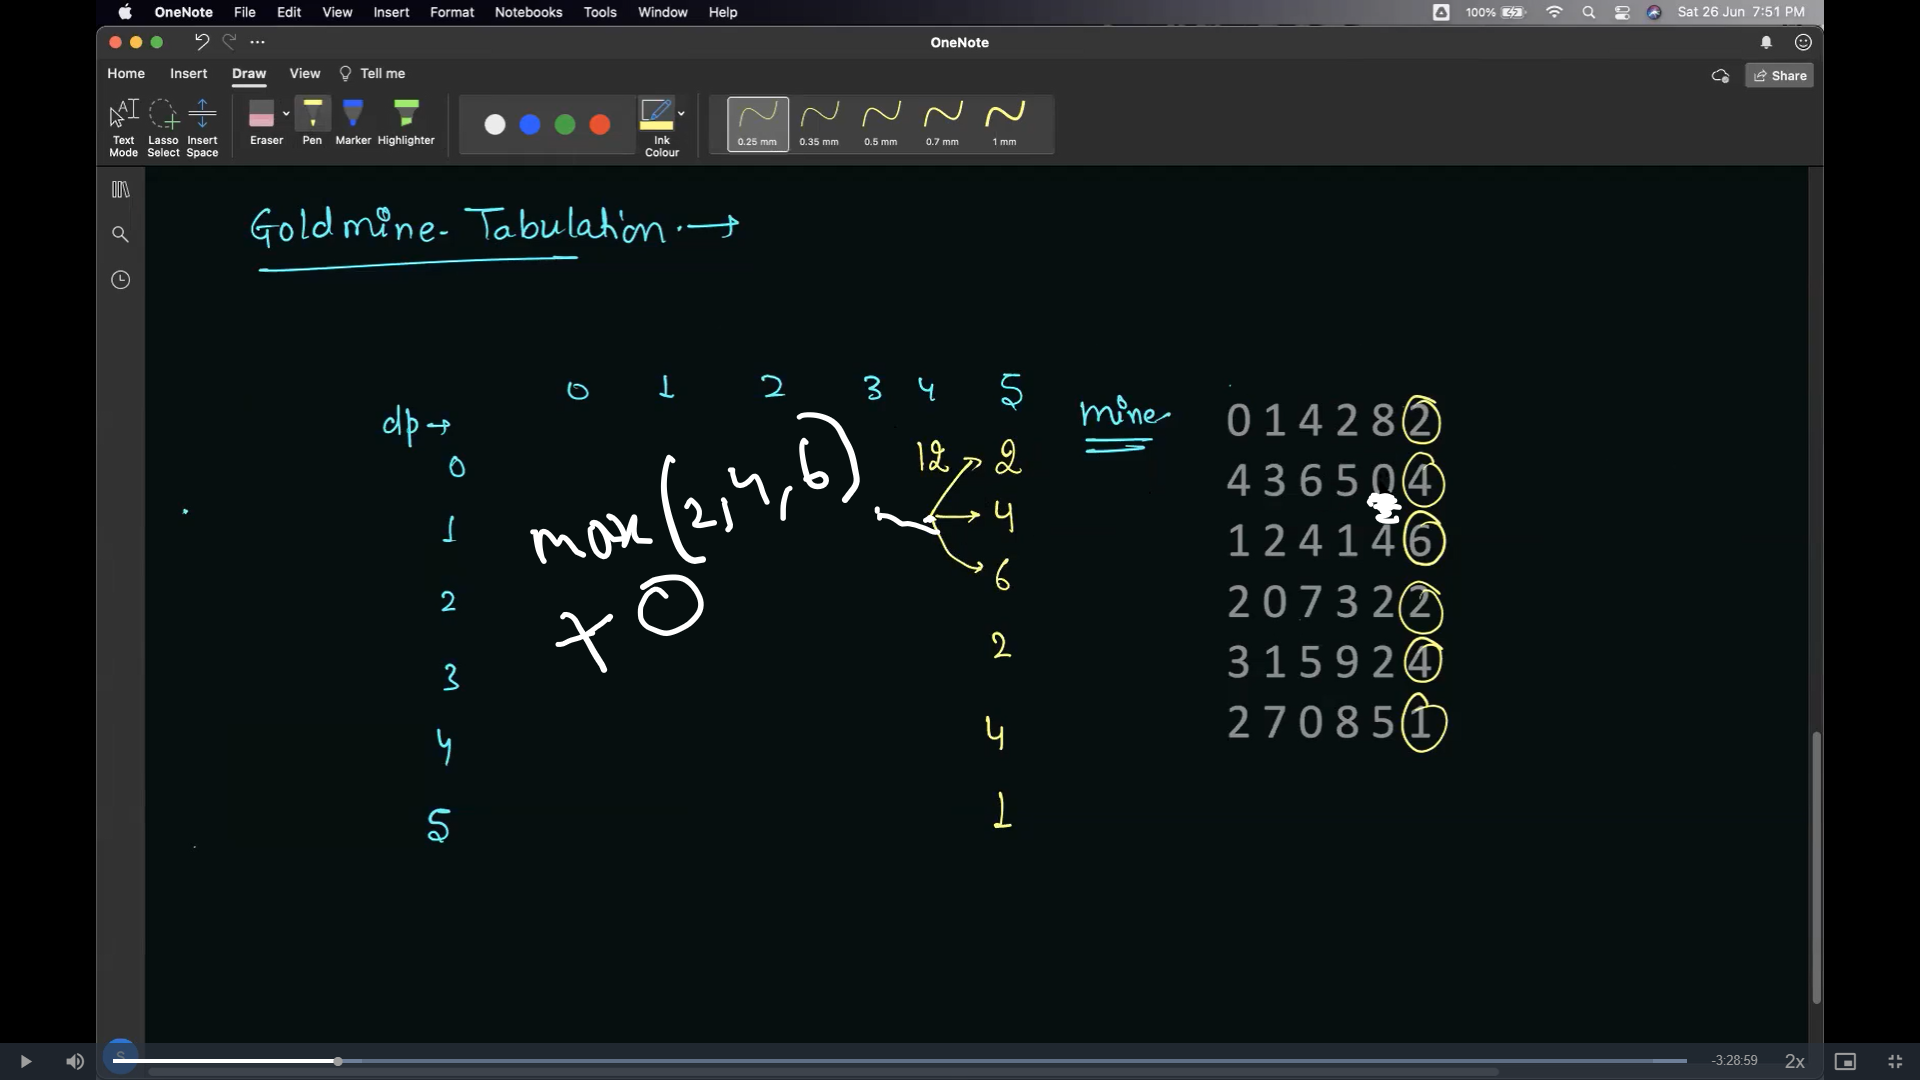 OneNote File Edit View Insert Format Notebooks Tools Window Help 100% Sat 26 Jun 7:51 PM
OneNote
Home Insert Draw View Tell me Share
Text Mode Lasso Select Insert Space Eraser Pen Marker Highlighter Ink Colour 0.25 mm 0.35 mm 0.5 mm 0.7 mm 1 mm
Goldmine - Tabulation. →
0 1 2 3 4 5
dp →
0 12 2
1 4
2 6
3 2
4 4
5 1
max(2,4,6)
+ 0
mine
0 1 4 2 8 2
4 3 6 5 0 4
1 2 4 1 4 6
2 0 7 3 2 2
3 1 5 9 2 4
2 7 0 8 5 1
S
-3:28:59 2x